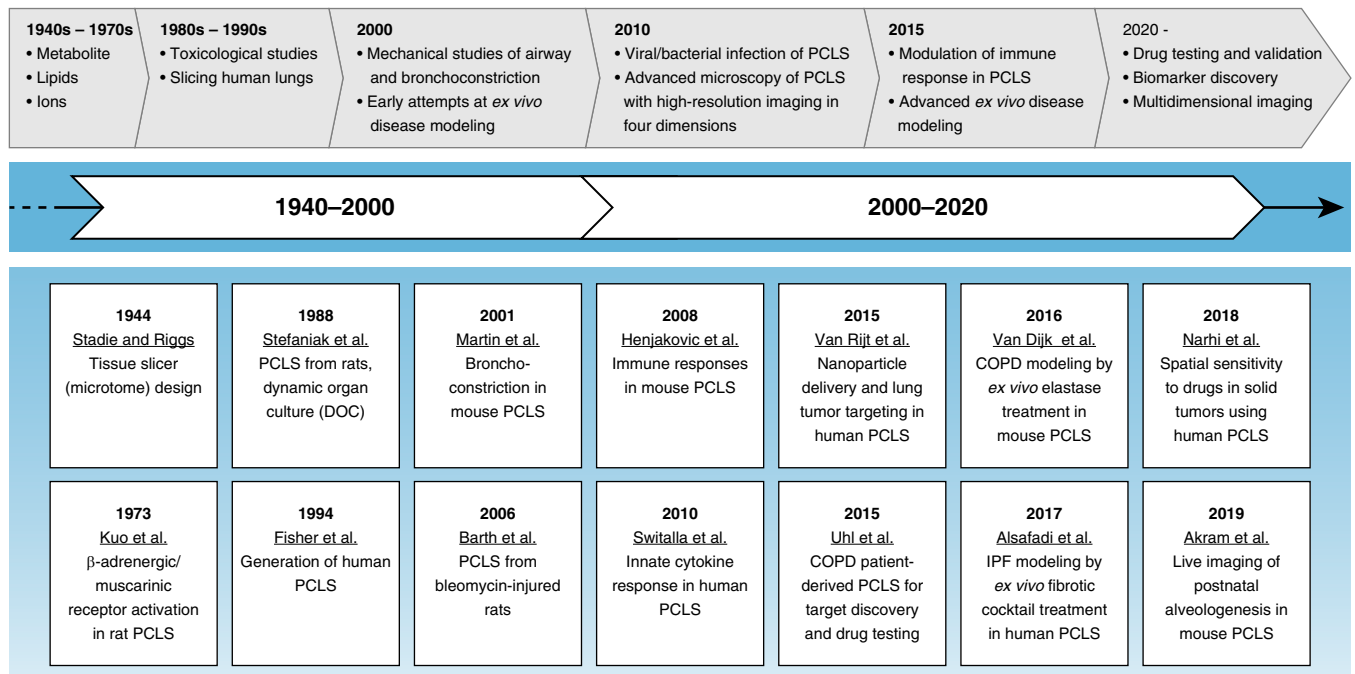 1940s – 1970s
• Metabolite
• Lipids
• Ions
1980s – 1990s
• Toxicological studies
• Slicing human lungs
2000
• Mechanical studies of airway
and bronchoconstriction
• Early attempts at ex vivo
disease modeling
2010
• Viral/bacterial infection of PCLS
• Advanced microscopy of PCLS
with high-resolution imaging in
four dimensions
2015
• Modulation of immune
response in PCLS
• Advanced ex vivo disease
modeling
2020 -
• Drug testing and validation
• Biomarker discovery
• Multidimensional imaging
1940–2000
2000–2020
1944
Stadie and Riggs
Tissue slicer
(microtome) design
1988
Stefaniak et al.
PCLS from rats,
dynamic organ
culture (DOC)
2001
Martin et al.
Broncho-
constriction in
mouse PCLS
2008
Henjakovic et al.
Immune responses
in mouse PCLS
2015
Van Rijt et al.
Nanoparticle
delivery and lung
tumor targeting in
human PCLS
2016
Van Dijk et al.
COPD modeling by
ex vivo elastase
treatment in
mouse PCLS
2018
Narhi et al.
Spatial sensitivity
to drugs in solid
tumors using
human PCLS
1973
Kuo et al.
β-adrenergic/
muscarinic
receptor activation
in rat PCLS
1994
Fisher et al.
Generation of human
PCLS
2006
Barth et al.
PCLS from
bleomycin-injured
rats
2010
Switalla et al.
Innate cytokine
response in human
PCLS
2015
Uhl et al.
COPD patient-
derived PCLS for
target discovery
and drug testing
2017
Alsafadi et al.
IPF modeling by
ex vivo fibrotic
cocktail treatment
in human PCLS
2019
Akram et al.
Live imaging of
postnatal
alveologenesis in
mouse PCLS